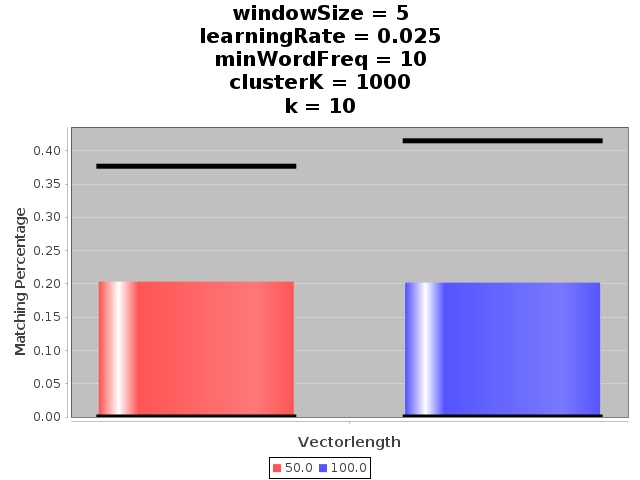 windowSize = 5
learningRate = 0.025
minWordFreq = 10
clusterK = 1000
k = 10
Matching Percentage
0.40
0.35
0.30
0.25
0.20
0.15
0.10
0.05
0.00
Vectorlength
50.0 100.0